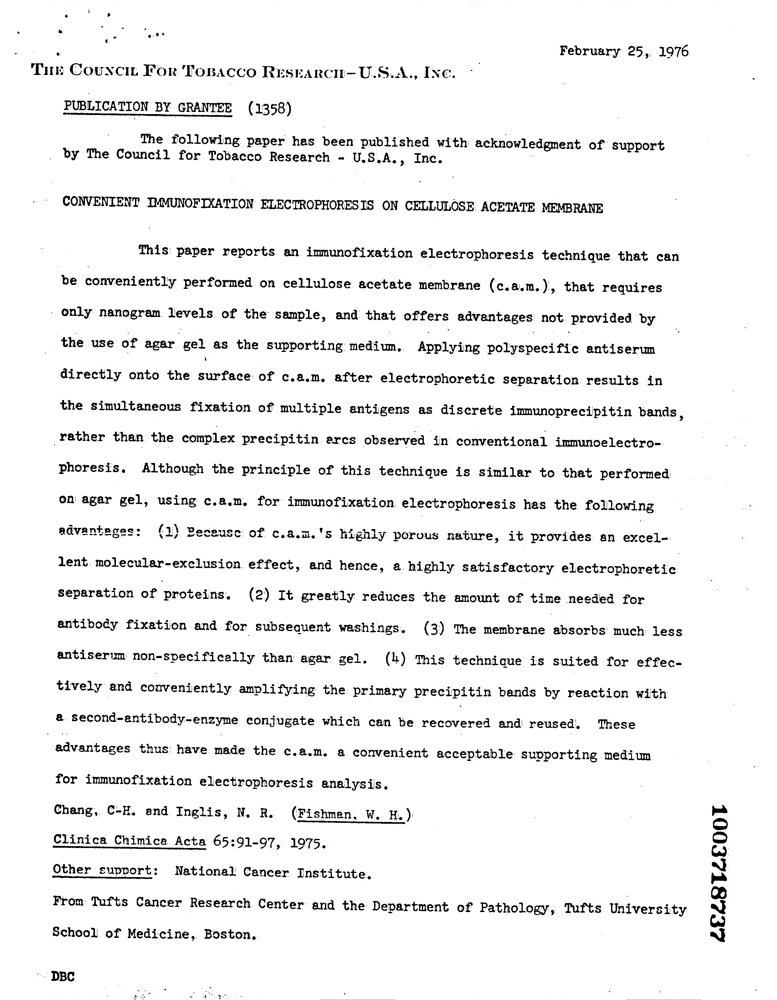 February 25, 1976
THE COUNCIL FOR TOBACCO RESEARCH-U.S.A., INC.
PUBLICATION BY GRANTEE (1358)
The following paper has been published with acknowledgment of support
by The Council for Tobacco Research - U.S.A., Inc.
CONVENIENT IMMUNOFIXATION ELECTROPHORESIS ON CELLULOSE ACETATE MEMBRANE
This paper reports an immunofixation electrophoresis technique that can
be conveniently performed on cellulose acetate membrane (c.a.m.), that requires
only nanogram levels of the sample, and that offers advantages not provided by
the use of agar gel as the supporting medium. Applying polyspecific antiserum
directly onto the surface of c.a.m. after electrophoretic separation results in
the simultaneous fixation of multiple antigens as discrete immunoprecipitin bands,
rather than the complex precipitin arcs observed in conventional immunoelectro-
phoresis. Although the principle of this technique is similar to that performed
on agar gel, using c.a.m. for immunofixation electrophoresis has the following
advantages: (1) Because of c.a.m.'s highly porous nature, it provides an excel-
lent molecular-exclusion effect, and hence, a highly satisfactory electrophoretic
separation of proteins. (2) It greatly reduces the amount of time needed for
antibody fixation and for subsequent washings. (3) The membrane absorbs much less
antiserum non-specifically than agar gel. (4) This technique is suited for effec-
tively and conveniently amplifying the primary precipitin bands by reaction with
a second-antibody-enzyme conjugate which can be recovered and reused. These
advantages thus have made the c.a.m. a convenient acceptable supporting medium
for immunofixation electrophoresis analysis.
Chang, C-H. and Inglis, N. R. (Fishman, W. H.)
Clinica Chimica Acta 65:91-97, 1975.
Other support: National Cancer Institute.
From Tufts Cancer Research Center and the Department of Pathology, Tufts University
School of Medicine, Boston.
DBC
1003718737